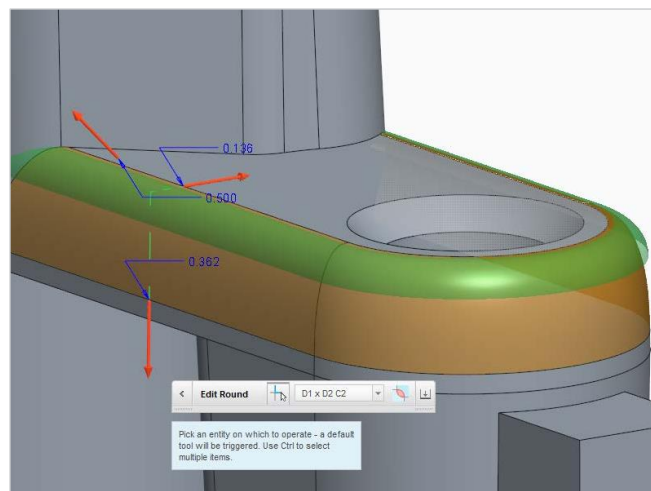 0.136
0.500
0.362
Edit Round
D1 x D2 C2
Pick an entity on which to operate - a default
tool will be triggered. Use Ctrl to select
multiple items.